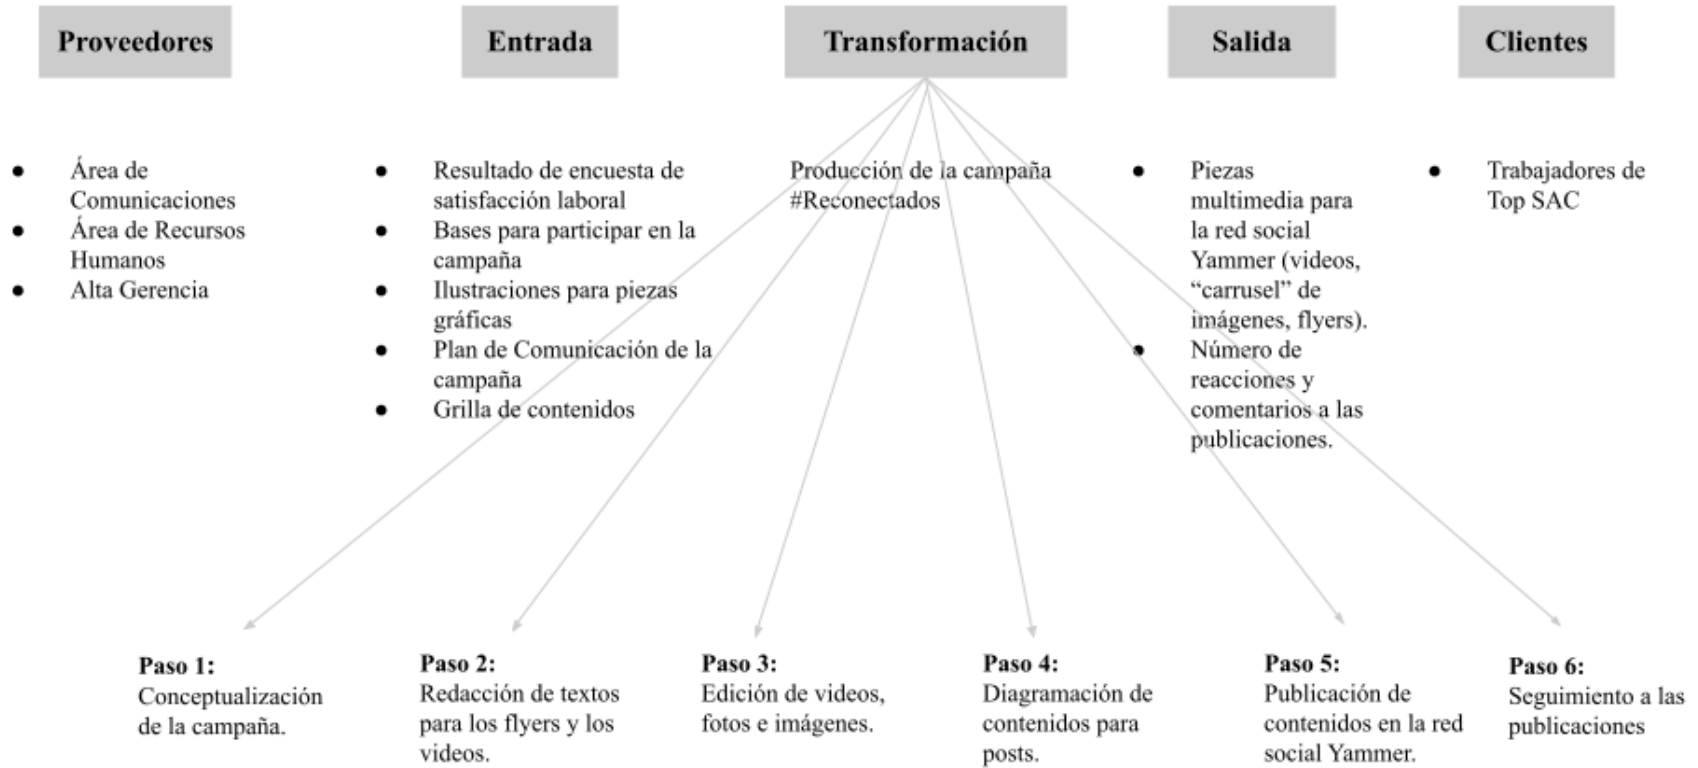 Proveedores
Entrada
Transformación
Salida
Clientes
● Área de
Comunicaciones
● Área de Recursos
Humanos
● Alta Gerencia
● Resultado de encuesta de
satisfacción laboral
● Bases para participar en la
campaña
● Ilustraciones para piezas
gráficas
● Plan de Comunicación de la
campaña
● Grilla de contenidos
Producción de la campaña
#Reconectados
● Piezas
multimedia para
la red social
Yammer (videos,
“carrusel” de
imágenes, flyers).
● Número de
reacciones y
comentarios a las
publicaciones.
● Trabajadores de
Top SAC
Paso 1:
Conceptualización
de la campaña.
Paso 2:
Redacción de textos
para los flyers y los
videos.
Paso 3:
Edición de videos,
fotos e imágenes.
Paso 4:
Diagramación de
contenidos para
posts.
Paso 5:
Publicación de
contenidos en la red
social Yammer.
Paso 6:
Seguimiento a las
publicaciones